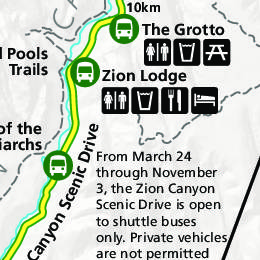 10km
The Grotto
Pools
Trails
Zion Lodge
of the
Canyon Scenic Drive
From March 24
through November
3, the Zion Canyon
Scenic Drive is open
to shuttle buses
only. Private vehicles
are not permitted